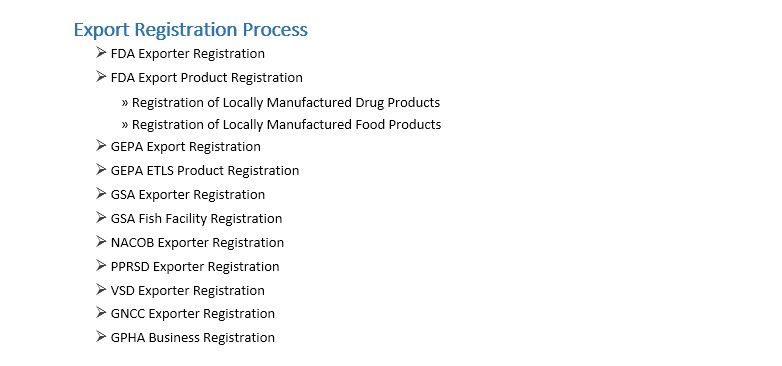 Export Registration Process
➢ FDA Exporter Registration
➢ FDA Export Product Registration
» Registration of Locally Manufactured Drug Products
» Registration of Locally Manufactured Food Products
➢ GEPA Export Registration
➢ GEPA ETLS Product Registration
➢ GSA Exporter Registration
➢ GSA Fish Facility Registration
➢ NACOB Exporter Registration
➢ PPRSD Exporter Registration
➢ VSD Exporter Registration
➢ GNCC Exporter Registration
➢ GPHA Business Registration